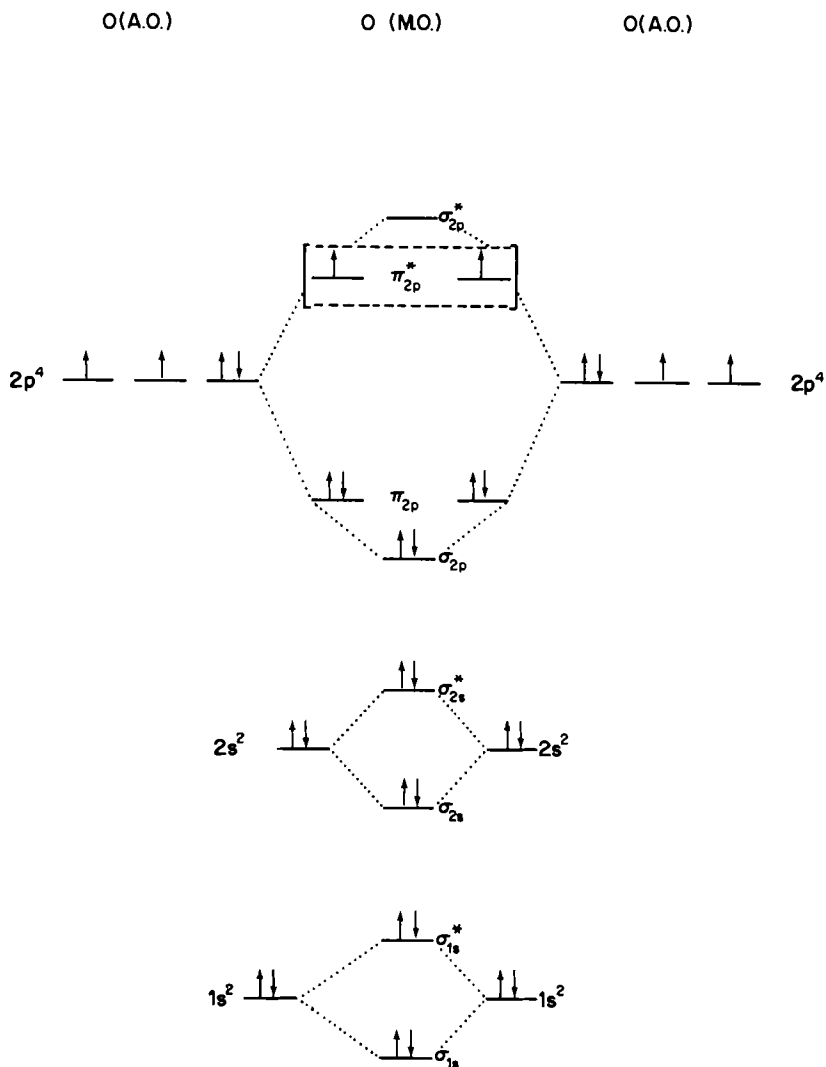 O(A.O.) O (M.O.) O(A.O.)
σ*2p
π*2p
2p⁴ 2p⁴
π2p
σ2p
σ*2s
2s² 2s²
σ2s
σ*1s
1s² 1s²
σ1s